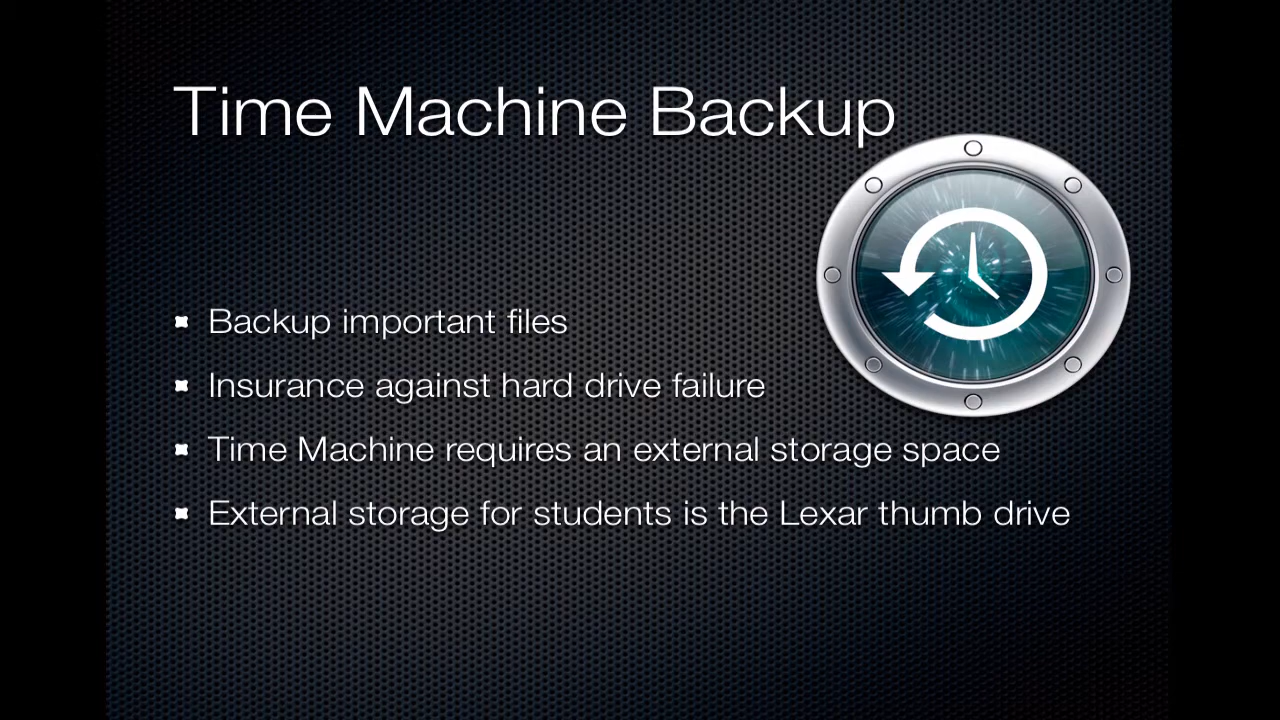 Time Machine Backup
Backup important files
Insurance against hard drive failure
Time Machine requires an external storage space
External storage for students is the Lexar thumb drive